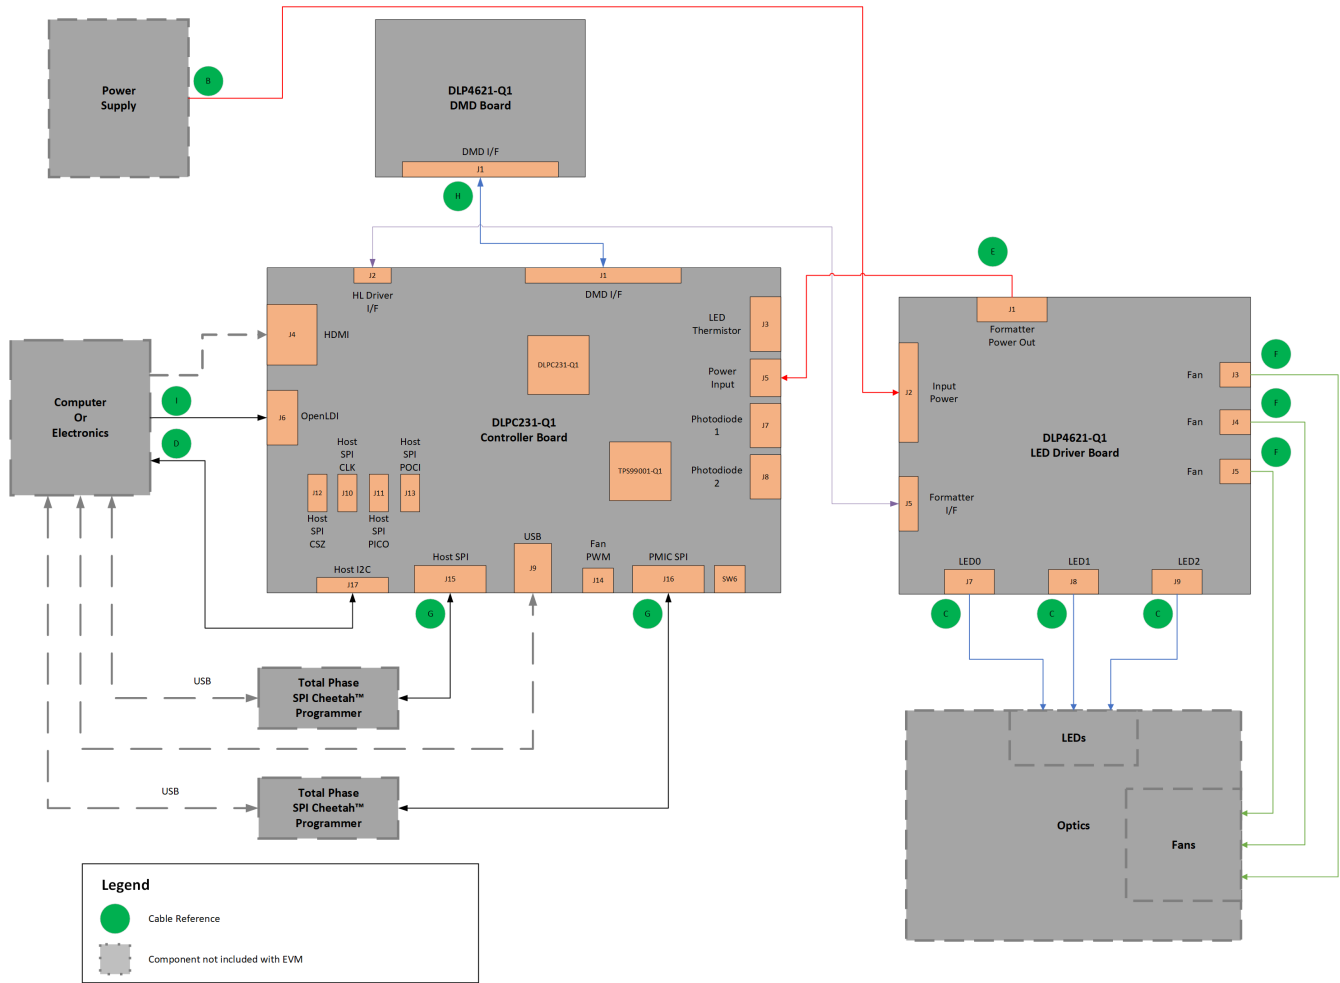 Power
Supply
B
DLP4621-Q1
DMD Board
DMD I/F
J1
H
E
J2
HL Driver
I/F
J1
DMD I/F
J4
HDMI
LED
Thermistor
J3
DLPC231-Q1
Power
Input
J5
J6
OpenLDI
DLPC231-Q1
Controller Board
Photodiode
1
J7
Host
SPI
CLK
Host
SPI
POCI
TPS99001-Q1
Photodiode
2
J8
J12
J10
J11
J13
Host
SPI
CSZ
Host
SPI
PICO
USB
J9
Fan
PWM
J14
PMIC SPI
J16
SW6
Host I2C
J17
Host SPI
J15
G
G
Computer
Or
Electronics
I
D
J1
Formatter
Power Out
J2
Input
Power
Fan
J3
F
Fan
J4
F
Fan
J5
F
DLP4621-Q1
LED Driver Board
J5
Formatter
I/F
LED0
J7
LED1
J8
LED2
J9
C
C
C
USB
Total Phase
SPI Cheetah™
Programmer
USB
Total Phase
SPI Cheetah™
Programmer
LEDs
Optics
Fans
Legend
Cable Reference
Component not included with EVM